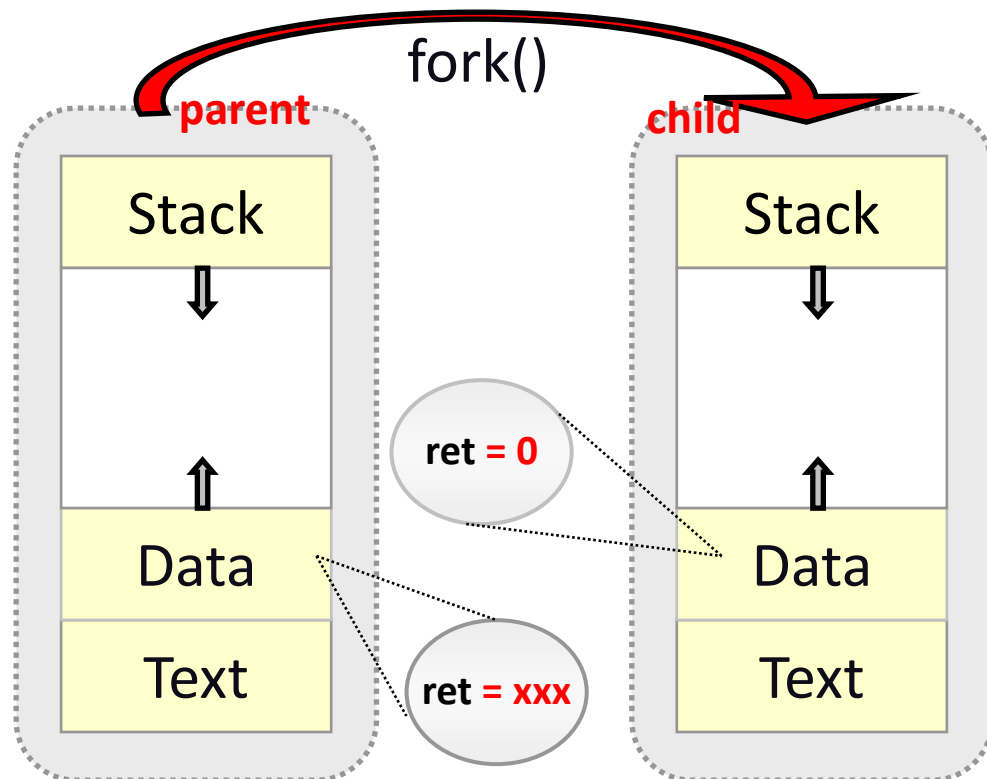 fork()
parent
child
Stack
Stack
ret = 0
Data
Data
Text
ret = xxx
Text